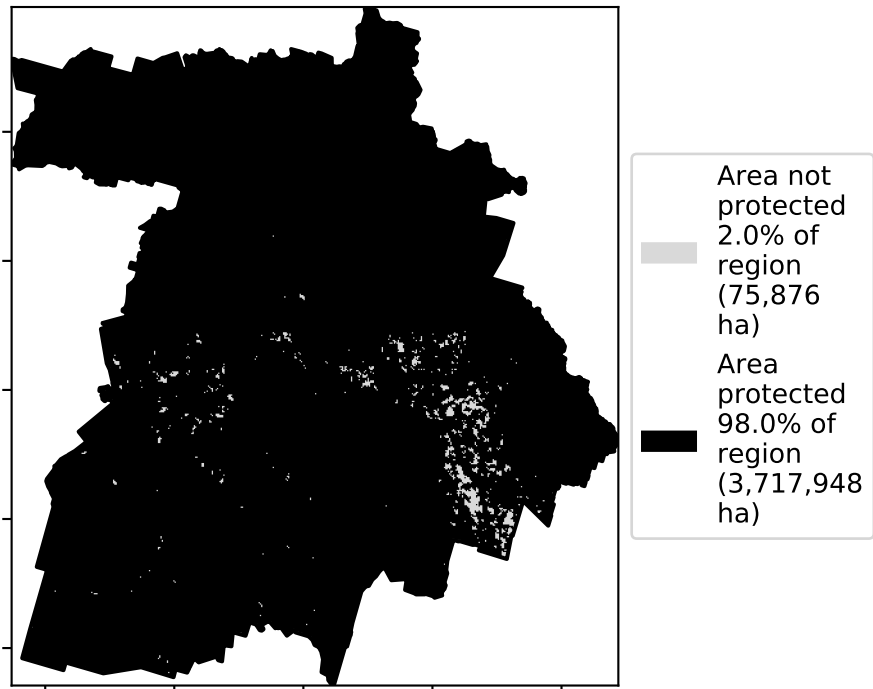 Area not
protected
2.0% of
region
(75,876
ha)
Area
protected
98.0% of
region
(3,717,948
ha)